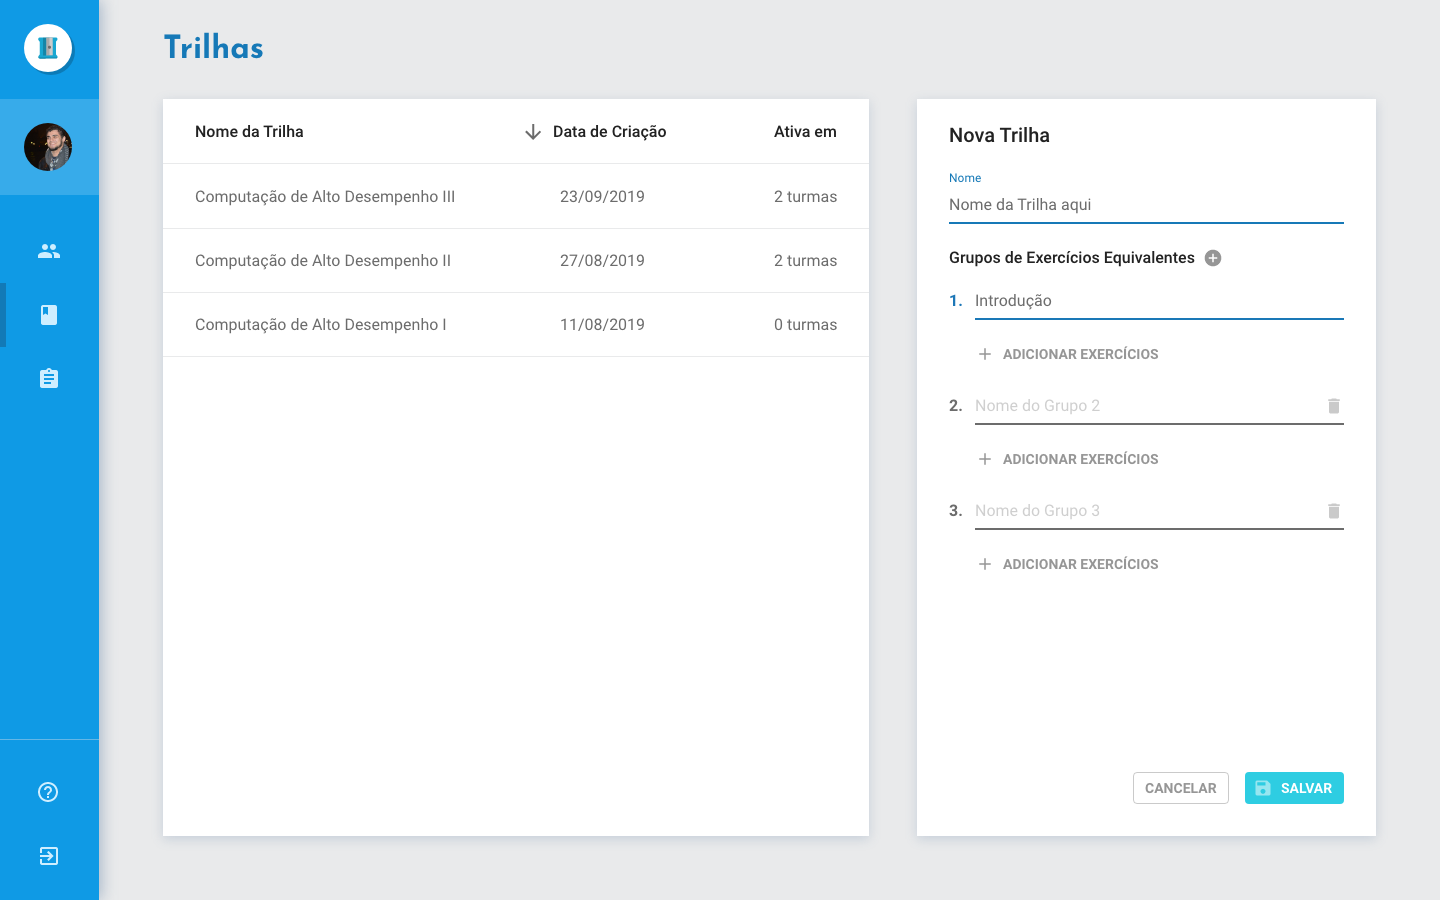 Trilhas
Nome da Trilha Data de Criação Ativa em
Computação de Alto Desempenho III 23/09/2019 2 turmas
Computação de Alto Desempenho II 27/08/2019 2 turmas
Computação de Alto Desempenho I 11/08/2019 0 turmas
Nova Trilha
Nome
Nome da Trilha aqui
Grupos de Exercícios Equivalentes
1. Introdução
ADICIONAR EXERCÍCIOS
2. Nome do Grupo 2
ADICIONAR EXERCÍCIOS
3. Nome do Grupo 3
ADICIONAR EXERCÍCIOS
CANCELAR SALVAR